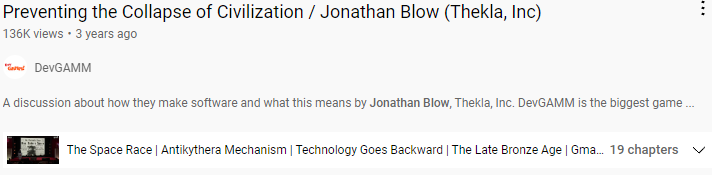 Preventing the Collapse of Civilization / Jonathan Blow (Thekla, Inc)
136K views • 3 years ago
DevGAMM
A discussion about how they make software and what this means by Jonathan Blow, Thekla, Inc. DevGAMM is the biggest game ...
The Space Race | Antikythera Mechanism | Technology Goes Backward | The Late Bronze Age | Gma... 19 chapters